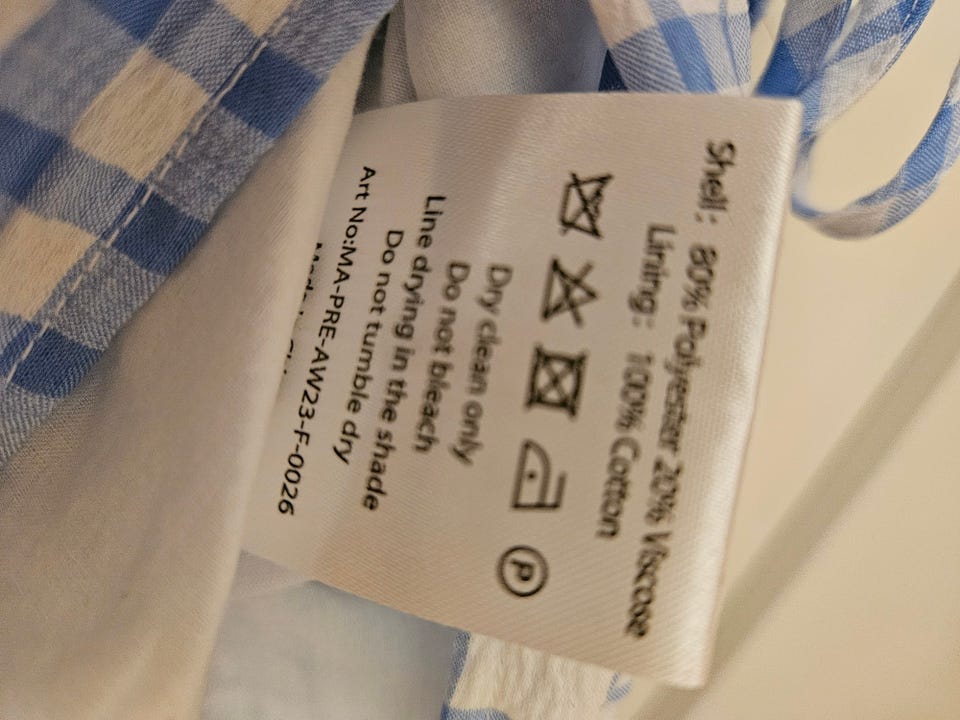 Shell: 80% Polyester 20% Viscose
Lining: 100% Cotton
P
Dry clean only
Do not bleach
Line drying in the shade
Do not tumble dry
Art No:MA-PRE-AW23-F-0026